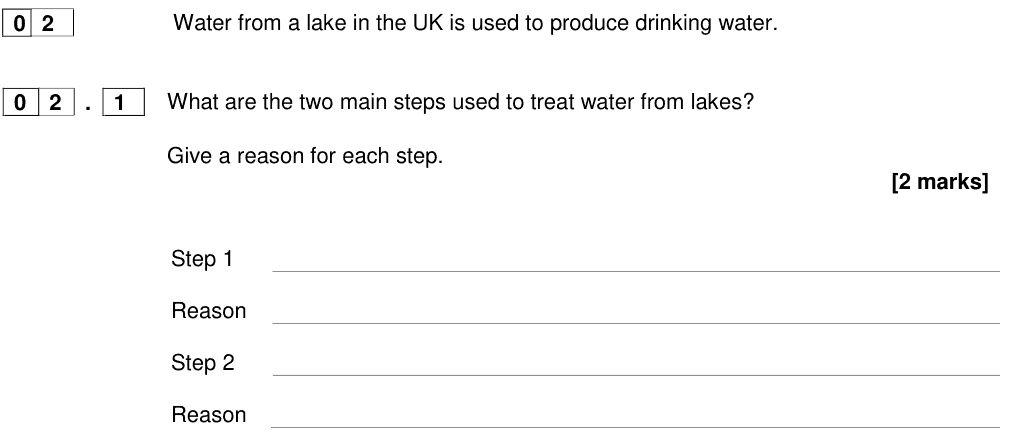 0 2 Water from a lake in the UK is used to produce drinking water.
0 2 . 1 What are the two main steps used to treat water from lakes?
Give a reason for each step.
[2 marks]
Step 1
Reason
Step 2
Reason